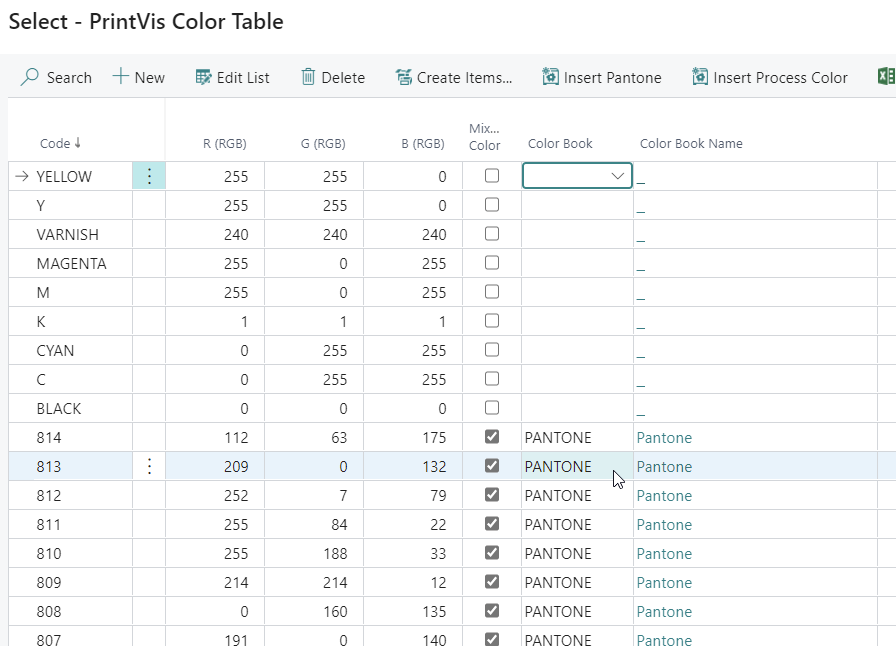 Select - PrintVis Color Table
Search New Edit List Delete Create Items... Insert Pantone Insert Process Color
Mix...
Code ↓ R (RGB) G (RGB) B (RGB) Color Color Book Color Book Name
→ YELLOW 255 255 0 _
Y 255 255 0 _
VARNISH 240 240 240 _
MAGENTA 255 0 255 _
M 255 0 255 _
K 1 1 1 _
CYAN 0 255 255 _
C 0 255 255 _
BLACK 0 0 0 _
814 112 63 175 PANTONE Pantone
813 209 0 132 PANTONE Pantone
812 252 7 79 PANTONE Pantone
811 255 84 22 PANTONE Pantone
810 255 188 33 PANTONE Pantone
809 214 214 12 PANTONE Pantone
808 0 160 135 PANTONE Pantone
807 191 0 140 PANTONE Pantone